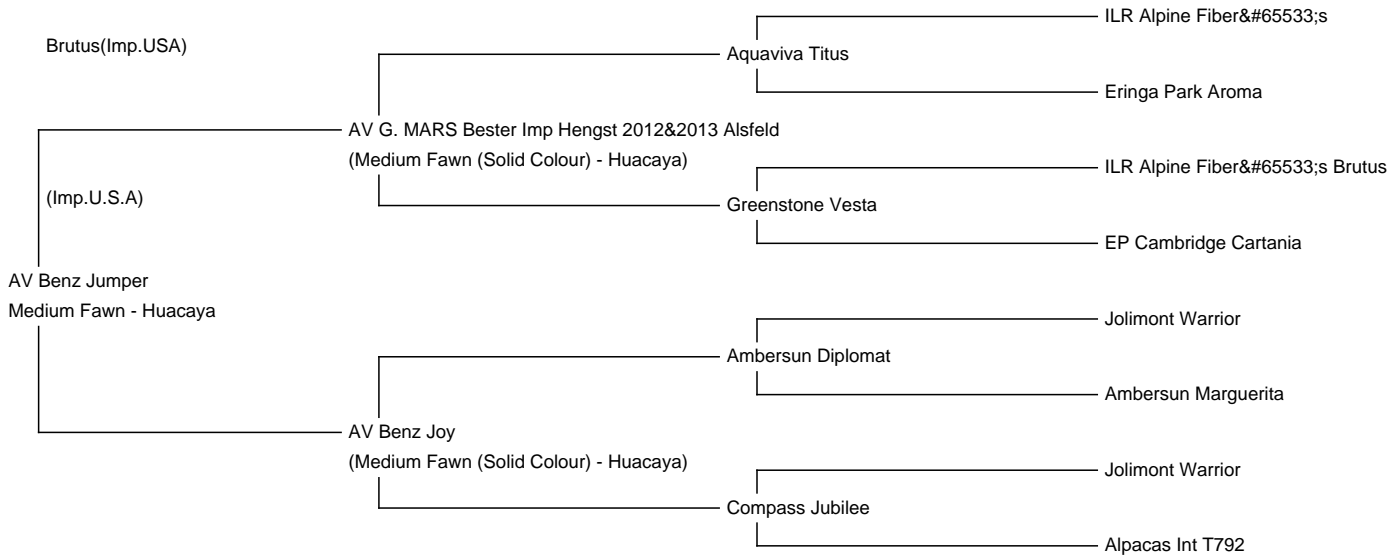 ILR Alpine Fiber&#65533;s
Brutus(Imp.USA)
Aquaviva Titus
Eringa Park Aroma
AV G. MARS Bester Imp Hengst 2012&2013 Alsfeld
(Medium Fawn (Solid Colour) - Huacaya)
ILR Alpine Fiber&#65533;s Brutus
(Imp.U.S.A)
Greenstone Vesta
EP Cambridge Cartania
AV Benz Jumper
Medium Fawn - Huacaya
Jolimont Warrior
Ambersun Diplomat
Ambersun Marguerita
AV Benz Joy
(Medium Fawn (Solid Colour) - Huacaya)
Jolimont Warrior
Compass Jubilee
Alpacas Int T792